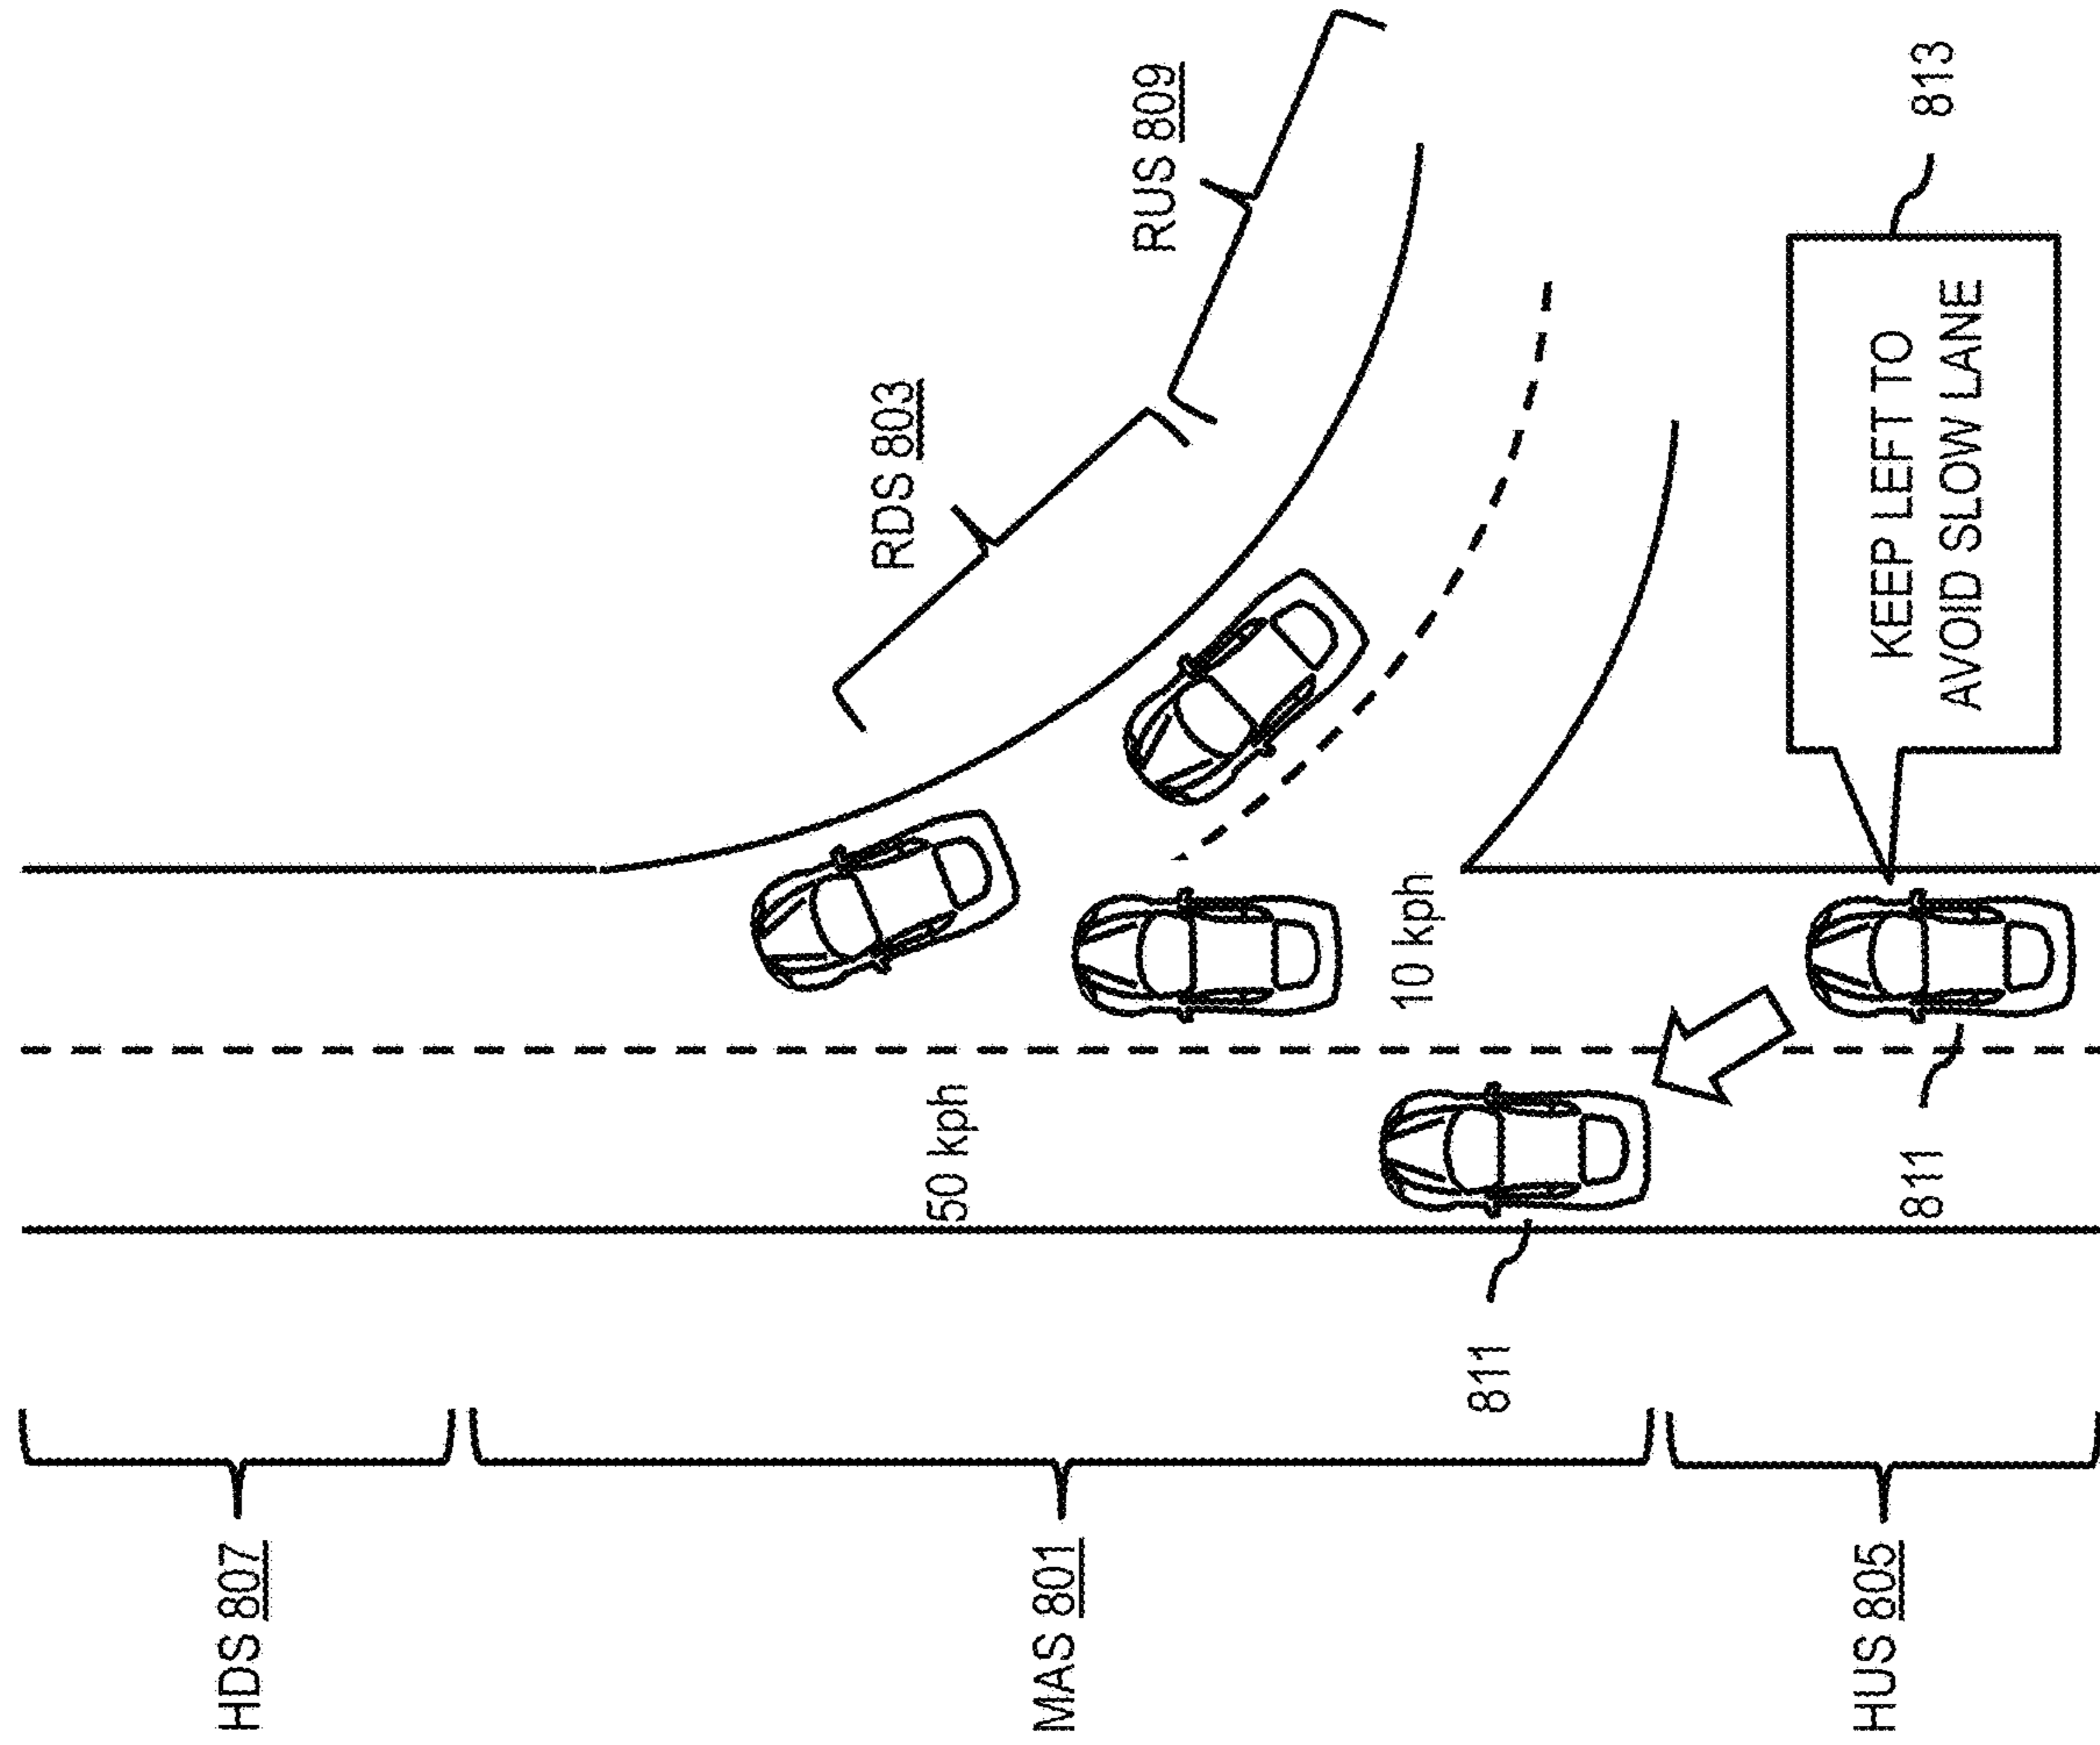 HDS 807
MAS 801
HUS 805
811
50 kph
811
10 kph
RDS 803
RUS 809
KEEP LEFT TO
AVOID SLOW LANE
813